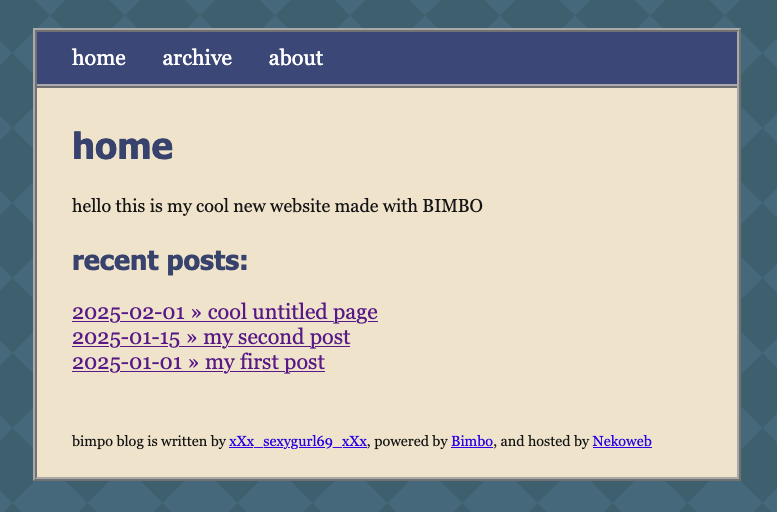 home archive about
home
hello this is my cool new website made with BIMBO
recent posts:
2025-02-01 » cool untitled page
2025-01-15 » my second post
2025-01-01 » my first post
bimpo blog is written by xXx_sexygurl69_xXx, powered by Bimbo, and hosted by Nekoweb